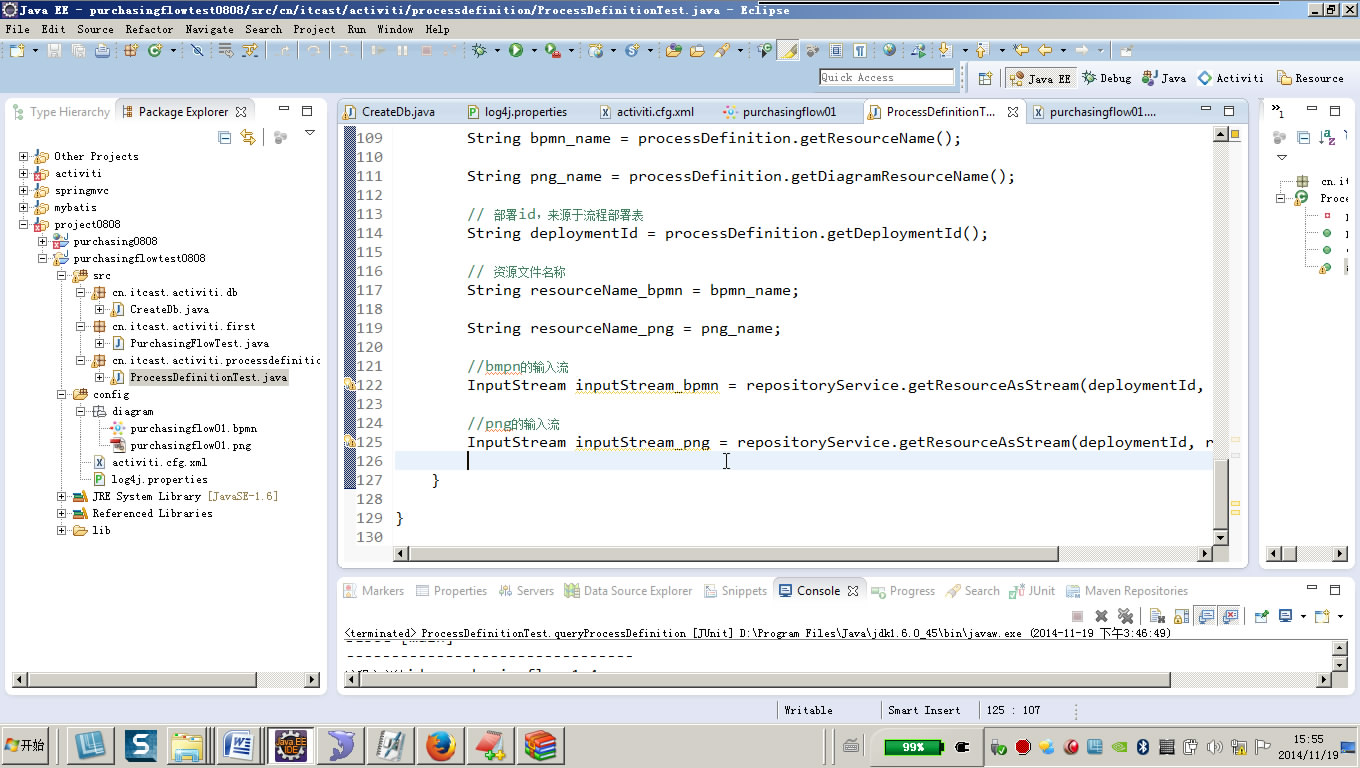 Java EE - purchasingflowtest0808/src/cn/itcast/activiti/processdefinition/ProcessDefinitionTest.java - Eclipse
File Edit Source Refactor Navigate Search Project Run Window Help
Quick Access
Java EE
Debug
Java
Activiti
Resource
Type Hierarchy
Package Explorer
Other Projects
activiti
springmvc
mybatis
project0808
purchasing0808
purchasingflowtest0808
src
cn.itcast.activiti.db
CreateDb.java
cn.itcast.activiti.first
PurchasingFlowTest.java
cn.itcast.activiti.processdefinitic
ProcessDefinitionTest.java
config
diagram
purchasingflow01.bpmn
purchasingflow01.png
activiti.cfg.xml
log4j.properties
JRE System Library [JavaSE-1.6]
Referenced Libraries
lib
CreateDb.java
log4j.properties
activiti.cfg.xml
purchasingflow01
ProcessDefinitionT...
purchasingflow01....
109 String bpmn_name = processDefinition.getResourceName();
110
111 String png_name = processDefinition.getDiagramResourceName();
112
113 // 部署id,来源于流程部署表
114 String deploymentId = processDefinition.getDeploymentId();
115
116 // 资源文件名称
117 String resourceName_bpmn = bpmn_name;
118
119 String resourceName_png = png_name;
120
121 //bmpn的输入流
122 InputStream inputStream_bpmn = repositoryService.getResourceAsStream(deploymentId,
123
124 //png的输入流
125 InputStream inputStream_png = repositoryService.getResourceAsStream(deploymentId, r
126
127 }
128
129 }
130
1
cn.it
Proce
Markers
Properties
Servers
Data Source Explorer
Snippets
Console
Progress
Search
JUnit
Maven Repositories
<terminated> ProcessDefinitionTest.queryProcessDefinition [JUnit] D:\Program Files\Java\jdk1.6.0_45\bin\javaw.exe (2014-11-19 下午3:46:49)
--------------------------------
Writable
Smart Insert
125 : 107
开始
Java EE
IDE
99%
15:55
2014/11/19